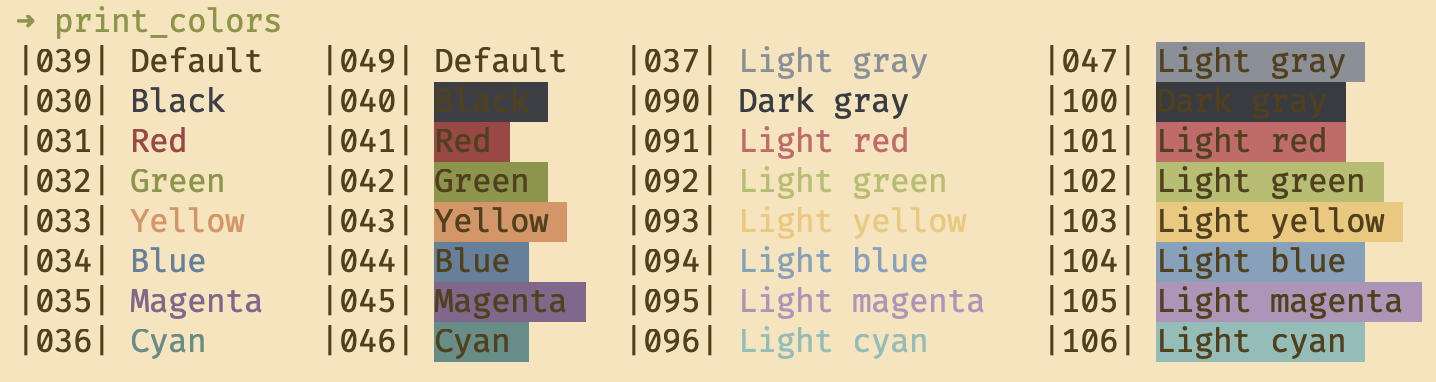 ➜ print_colors
|039| Default |049| Default |037| Light gray |047| Light gray
|030| Black |040| Black |090| Dark gray |100| Dark gray
|031| Red |041| Red |091| Light red |101| Light red
|032| Green |042| Green |092| Light green |102| Light green
|033| Yellow |043| Yellow |093| Light yellow |103| Light yellow
|034| Blue |044| Blue |094| Light blue |104| Light blue
|035| Magenta |045| Magenta |095| Light magenta |105| Light magenta
|036| Cyan |046| Cyan |096| Light cyan |106| Light cyan